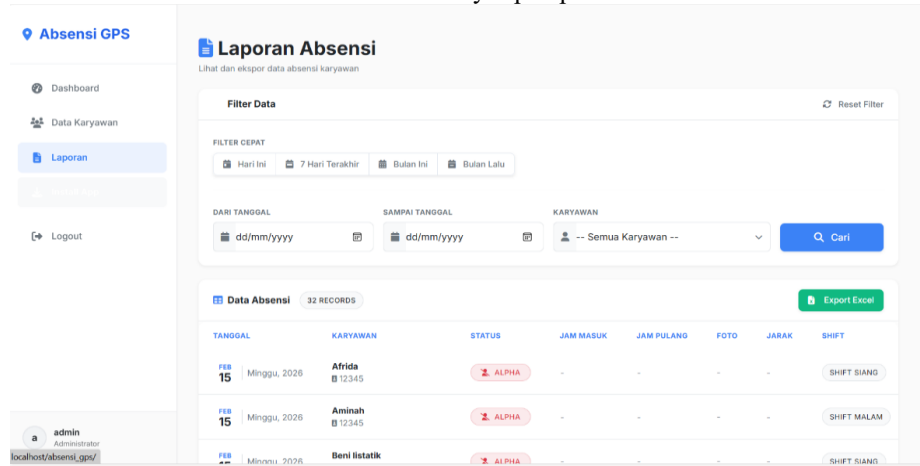 Absensi GPS
Dashboard
Data Karyawan
Laporan
Logout
a
admin
Administrator
localhost/absensi_gps/
Laporan Absensi
Lihat dan ekspor data absensi karyawan
Filter Data
Reset Filter
FILTER CEPAT
Hari Ini 7 Hari Terakhir Bulan Ini Bulan Lalu
DARI TANGGAL SAMPAI TANGGAL KARYAWAN
dd/mm/yyyy dd/mm/yyyy -- Semua Karyawan -- Cari
Data Absensi 32 RECORDS Export Excel
TANGGAL KARYAWAN STATUS JAM MASUK JAM PULANG FOTO JARAK SHIFT
FEB
15 Minggu, 2026 Afrida
12345 ALPHA - - - - SHIFT SIANG
FEB
15 Minggu, 2026 Aminah
12345 ALPHA - - - - SHIFT MALAM
FEB
15 Minggu, 2026 Beni listatik
ALPHA SHIFT SIANG